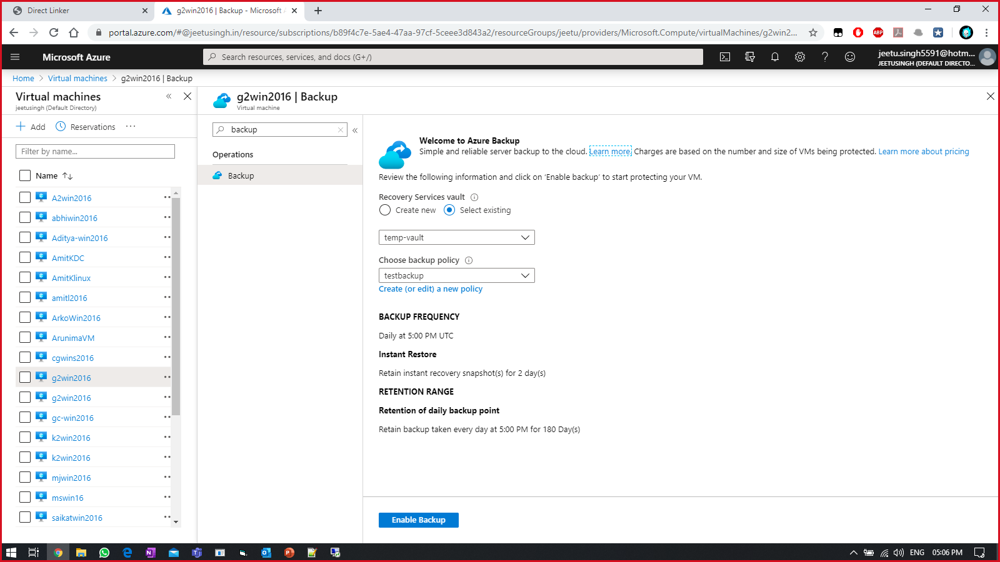 Direct Linker
g2win2016 | Backup - Microsoft A
portal.azure.com/#@jeetusingh.in/resource/subscriptions/b89f4c7e-5ae4-47aa-97cf-5ceee3d843a2/resourceGroups/jeetu/providers/Microsoft.Compute/virtualMachines/g2win2...
ABP
Microsoft Azure
Search resources, services, and docs (G+/)
jeetu.singh5591@hotm...
JEETUSINGH (DEFAULT DIRECTO...
Home > Virtual machines > g2win2016 | Backup
Virtual machines
jeetusingh (Default Directory)
Add
Reservations
Filter by name...
Name
A2win2016
abhiwin2016
Aditya-win2016
AmitKDC
AmitKlinux
amitl2016
ArkoWin2016
ArunimaVM
cgwins2016
g2win2016
g2win2016
gc-win2016
k2win2016
k2win2016
mjwin2016
mswin16
saikatwin2016
g2win2016 | Backup
Virtual machine
backup
Operations
Backup
Welcome to Azure Backup
Simple and reliable server backup to the cloud. Learn more. Charges are based on the number and size of VMs being protected. Learn more about pricing
Review the following information and click on ‘Enable backup’ to start protecting your VM.
Recovery Services vault
Create new
Select existing
temp-vault
Choose backup policy
testbackup
Create (or edit) a new policy
BACKUP FREQUENCY
Daily at 5:00 PM UTC
Instant Restore
Retain instant recovery snapshot(s) for 2 day(s)
RETENTION RANGE
Retention of daily backup point
Retain backup taken every day at 5:00 PM for 180 Day(s)
Enable Backup
ENG
05:06 PM